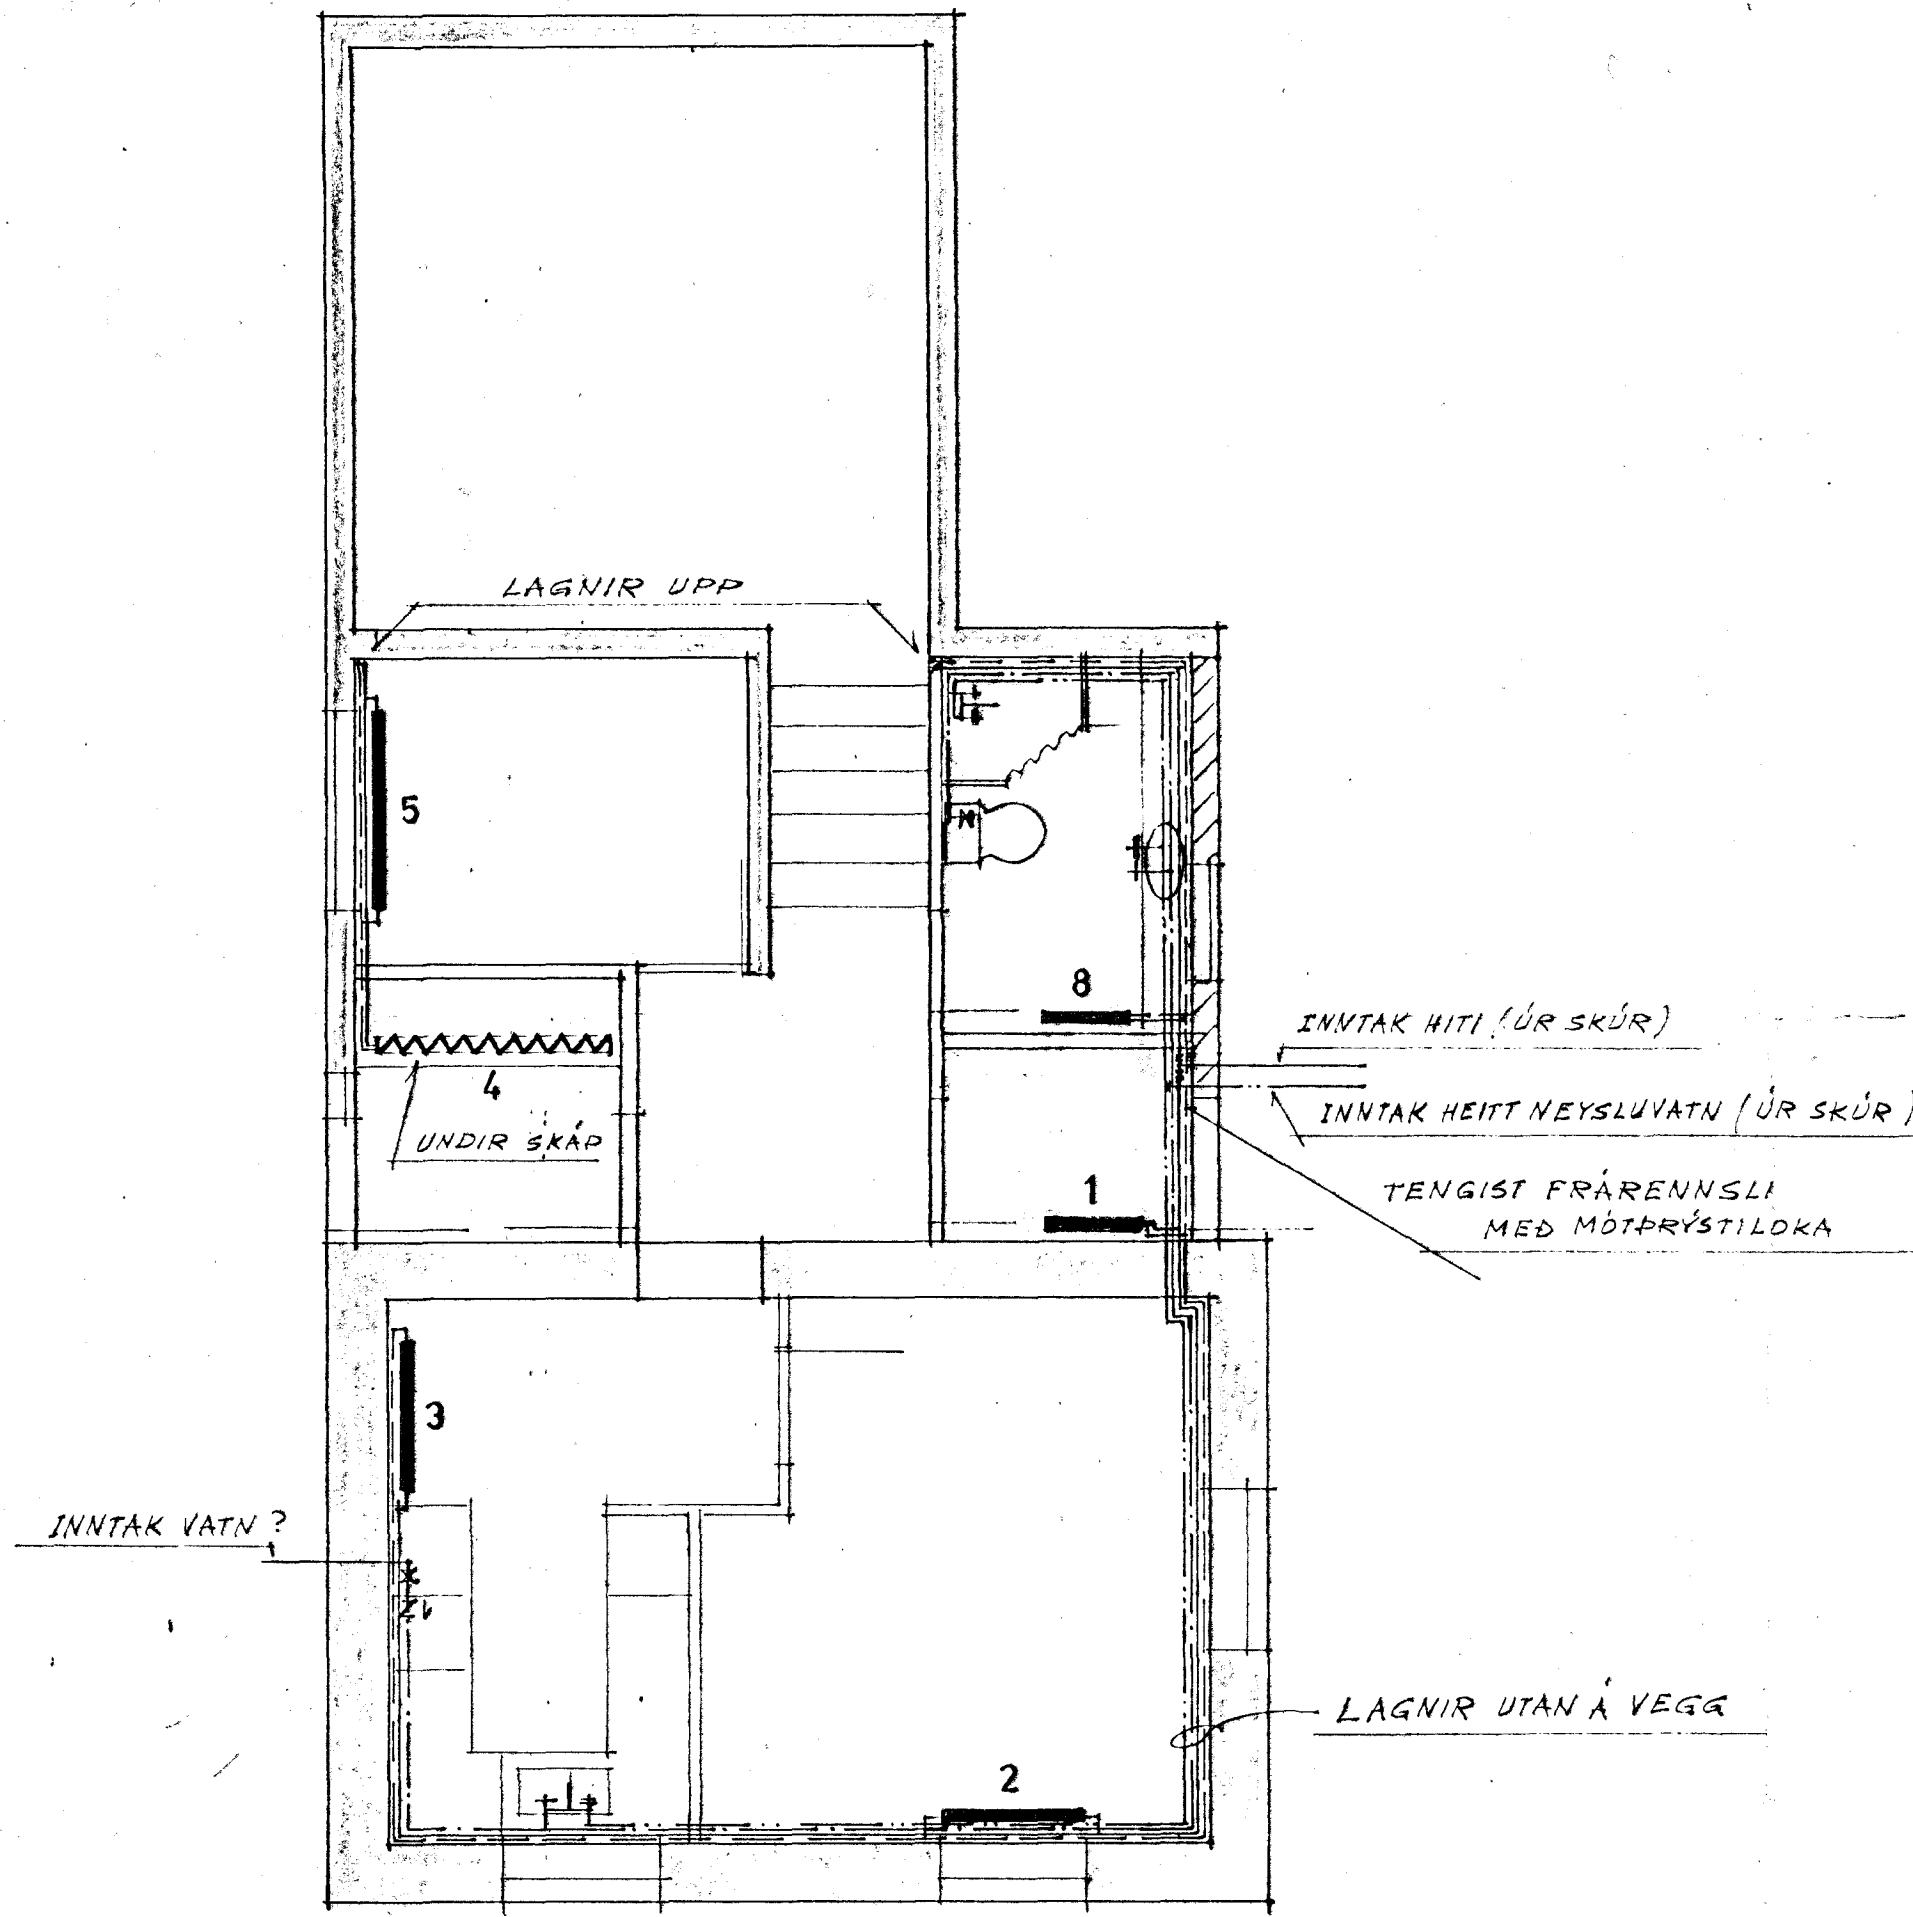 LAGNIR UPP
5
8
INNTAK HITI (ÚR SKÚR)
4
INNTAK HEITT NEYSLUVATN (ÚR SKÚR)
UNDIR SKÁP
1
TENGIST FRÁRENNSLI
MEÐ MÓTÞRÝSTILOKA
3
INNTAK VATN ?
LAGNIR UTAN Á VEGG
2